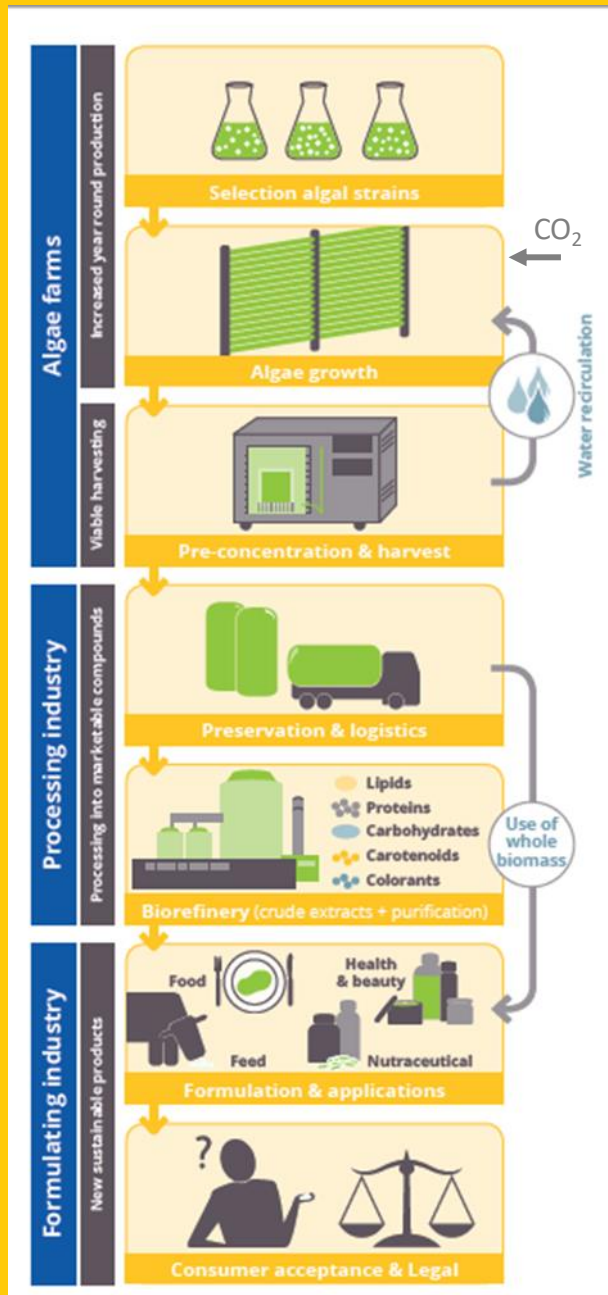 Algae farms
Increased year round production
Selection algal strains
CO2
Algae growth
Water recirculation
Viable harvesting
Pre-concentration & harvest
Processing industry
Processing into marketable compounds
Preservation & logistics
Lipids
Proteins
Carbohydrates
Carotenoids
Colorants
Biorefinery (crude extracts + purification)
Use of
whole
biomass
Formulating industry
New sustainable products
Food
Health
& beauty
Feed
Nutraceutical
Formulation & applications
?
Consumer acceptance & Legal